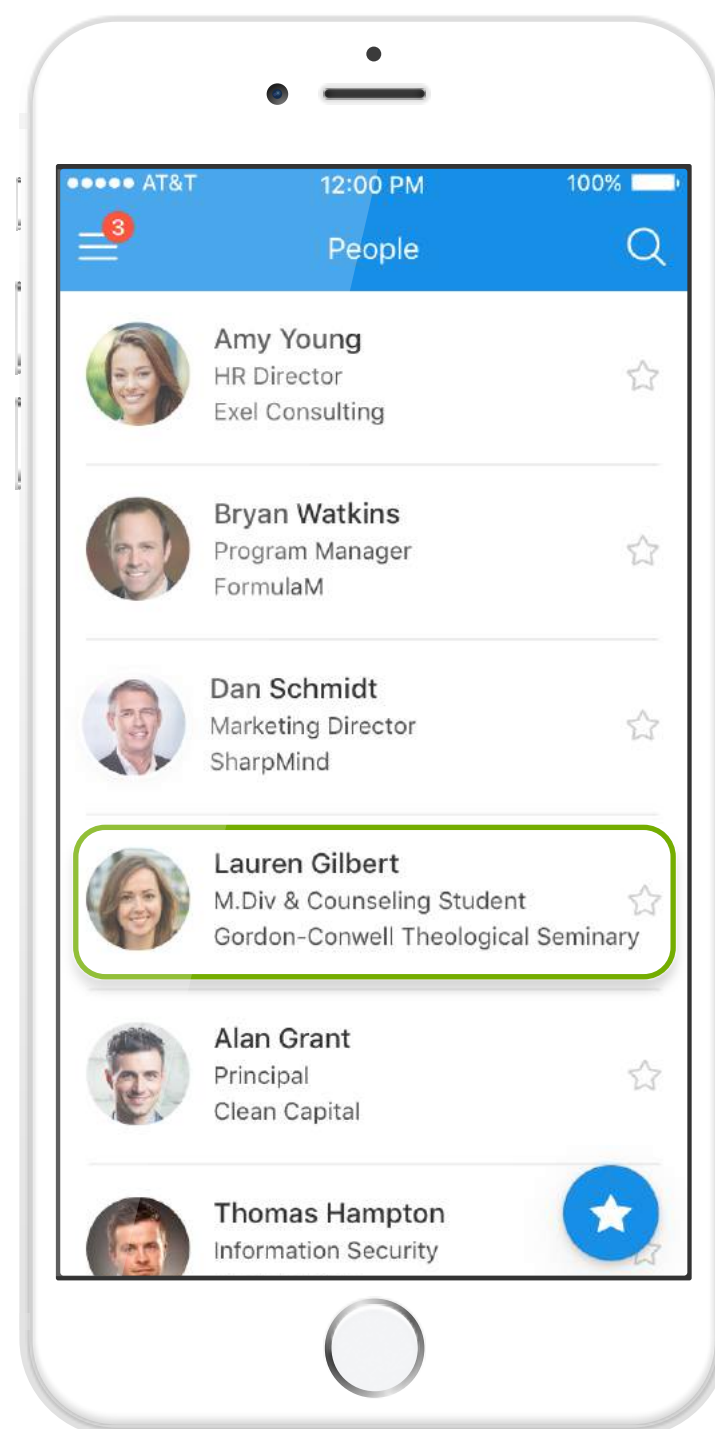 AT&T 12:00 PM 100%
3
People
Amy Young
HR Director
Exel Consulting
Bryan Watkins
Program Manager
FormulaM
Dan Schmidt
Marketing Director
SharpMind
Lauren Gilbert
M.Div & Counseling Student
Gordon-Conwell Theological Seminary
Alan Grant
Principal
Clean Capital
Thomas Hampton
Information Security